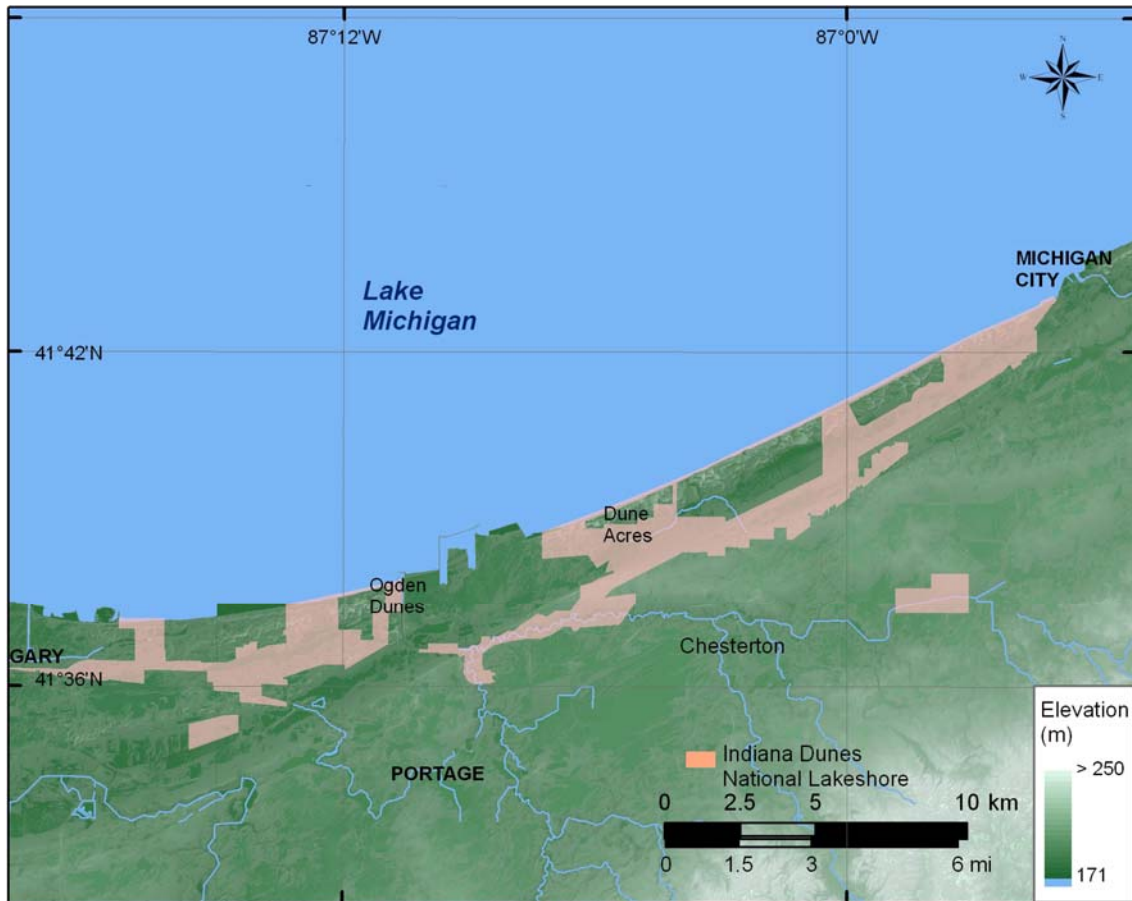 87°12'W
87°0'W
N
W
E
S
MICHIGAN
CITY
Lake
Michigan
41°42'N
Dune
Acres
Ogden
Dunes
GARY
Chesterton
41°36'N
Elevation
(m)
> 250
171
Indiana Dunes
National Lakeshore
PORTAGE
0 2.5 5 10 km
0 1.5 3 6 mi